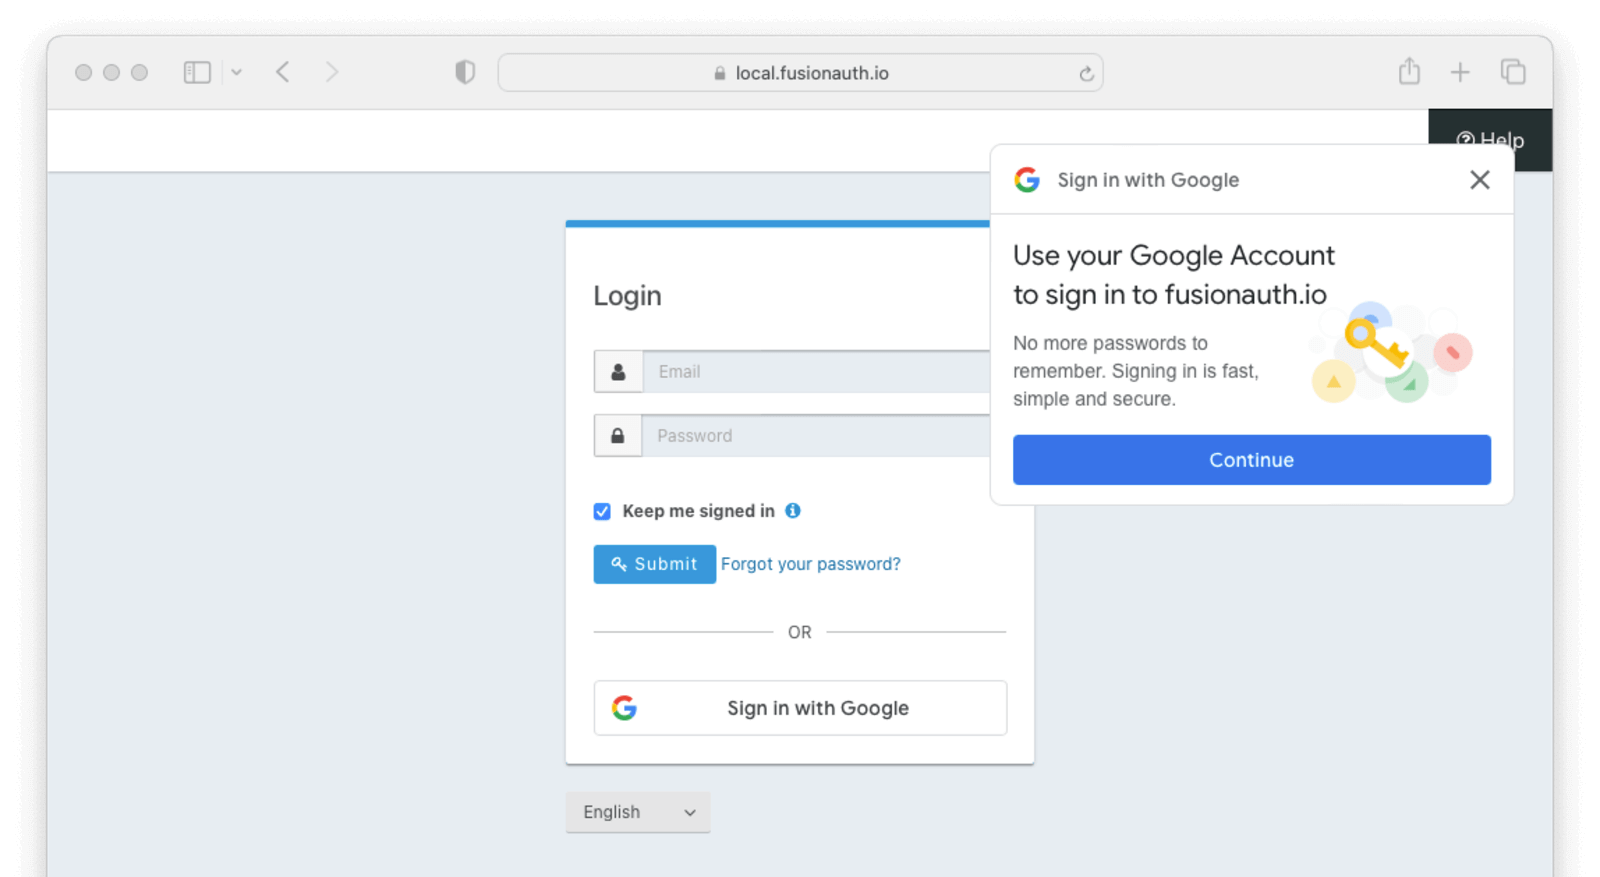 local.fusionauth.io
Help
Sign in with Google
Use your Google Account
to sign in to fusionauth.io
No more passwords to
remember. Signing in is fast,
simple and secure.
Continue
Login
Email
Password
Keep me signed in
Submit Forgot your password?
OR
Sign in with Google
English